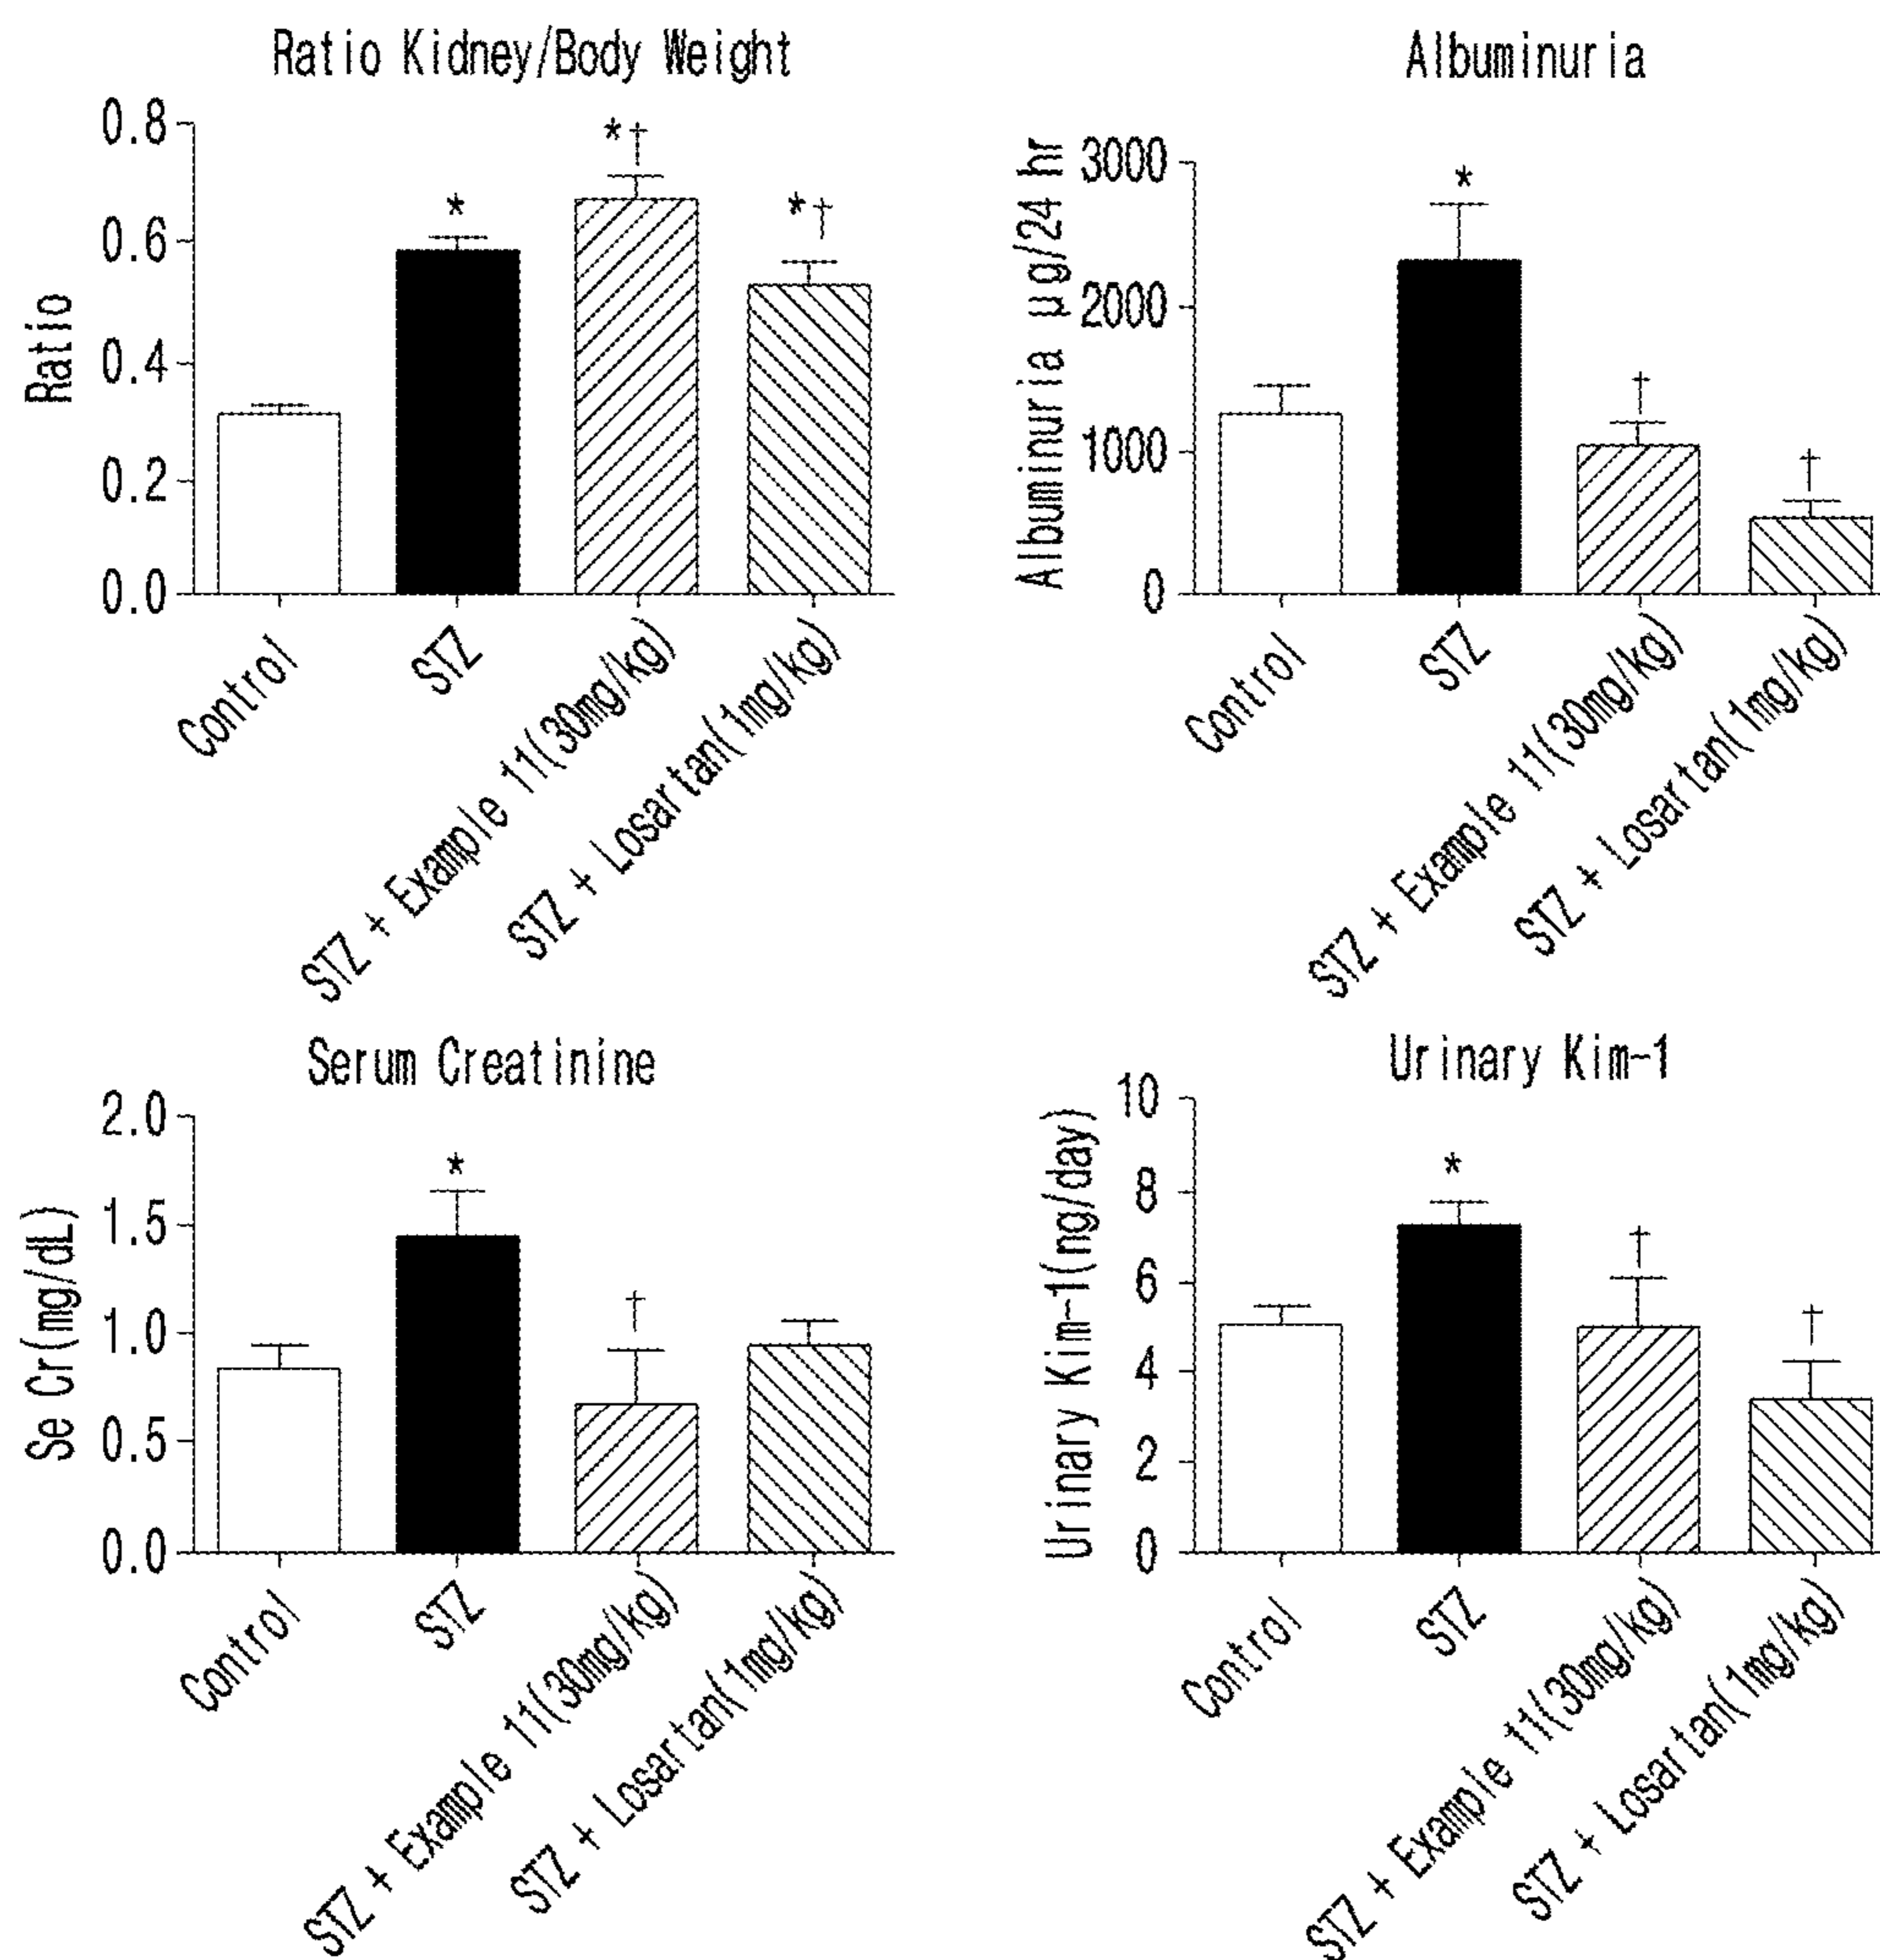 Ratio Kidney/Body Weight
Ratio
0.8
0.6
0.4
0.2
0.0
*
*†
*†
Control
STZ
STZ + Example 11(30mg/kg)
STZ + Losartan(1mg/kg)
Albuminuria
Albuminuria µg/24 hr
3000
2000
1000
0
*
†
†
Control
STZ
STZ + Example 11(30mg/kg)
STZ + Losartan(1mg/kg)
Serum Creatinine
Se Cr(mg/dL)
2.0
1.5
1.0
0.5
0.0
*
†
Control
STZ
STZ + Example 11(30mg/kg)
STZ + Losartan(1mg/kg)
Urinary Kim-1
Urinary Kim-1(ng/day)
10
8
6
4
2
0
*
†
†
Control
STZ
STZ + Example 11(30mg/kg)
STZ + Losartan(1mg/kg)